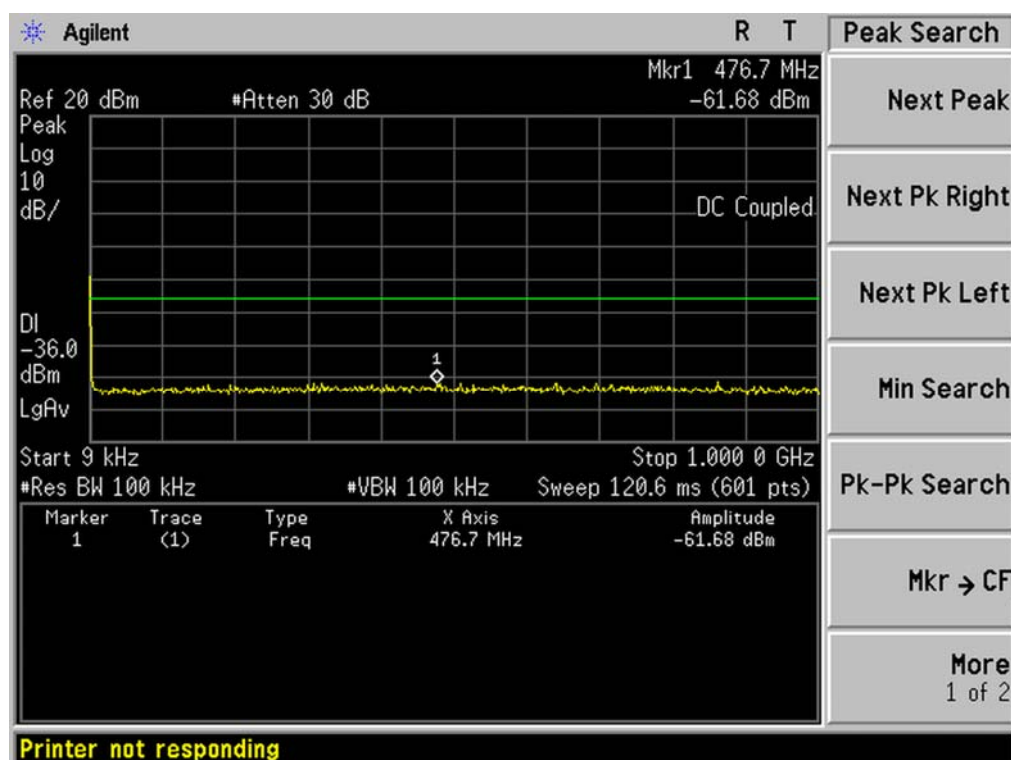 Agilent R T Peak Search
Mkr1 476.7 MHz
Ref 20 dBm #Atten 30 dB -61.68 dBm
Next Peak
Peak
Log
10
dB/
DC Coupled
Next Pk Right
Next Pk Left
DI
-36.0
dBm
LgAv
1
Min Search
Start 9 kHz Stop 1.000 0 GHz
#Res BW 100 kHz #VBW 100 kHz Sweep 120.6 ms (601 pts)
Pk-Pk Search
Marker Trace Type X Axis Amplitude
1 (1) Freq 476.7 MHz -61.68 dBm
Mkr → CF
More
1 of 2
Printer not responding